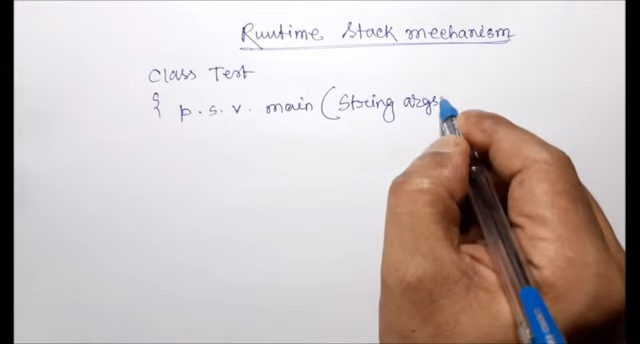 Runtime Stack mechanism
Class Test
{ p. s. v. main (String args